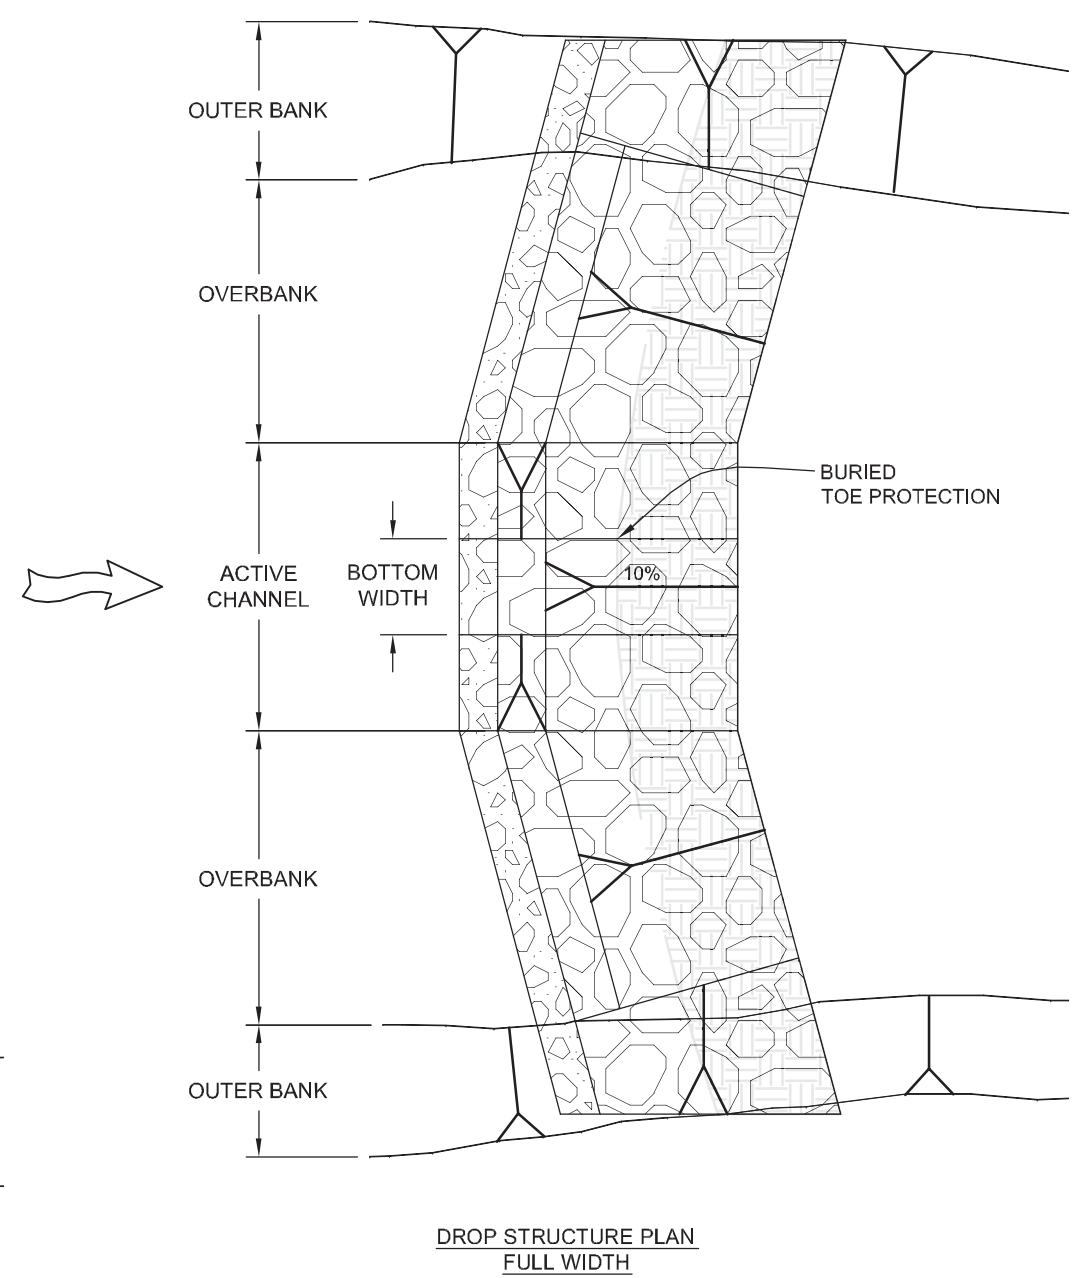 OUTER BANK
OVERBANK
BURIED
TOE PROTECTION
ACTIVE
CHANNEL
BOTTOM
WIDTH
10%
OVERBANK
OUTER BANK
DROP STRUCTURE PLAN
FULL WIDTH